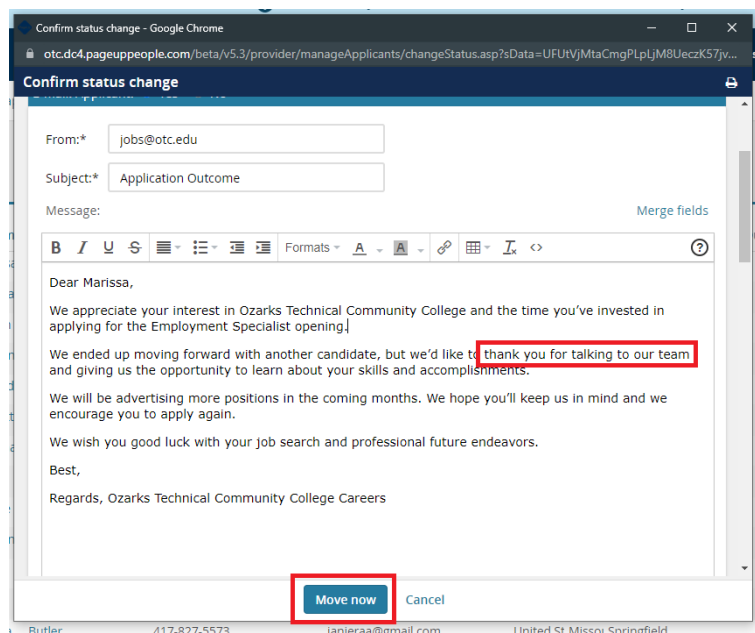 Confirm status change - Google Chrome
otc.dc4.pageuppeople.com/beta/v5.3/provider/manageApplicants/changeStatus.asp?sData=UFUtVjMtaCmgPLpLjM8UeczK57jv...
Confirm status change
From:* jobs@otc.edu
Subject:* Application Outcome
Message: Merge fields
B I U S Formats A A Ix <> ?
Dear Marissa,
We appreciate your interest in Ozarks Technical Community College and the time you’ve invested in
applying for the Employment Specialist opening.
We ended up moving forward with another candidate, but we’d like to thank you for talking to our team
and giving us the opportunity to learn about your skills and accomplishments.
We will be advertising more positions in the coming months. We hope you’ll keep us in mind and we
encourage you to apply again.
We wish you good luck with your job search and professional future endeavors.
Best,
Regards, Ozarks Technical Community College Careers
Move now Cancel
Butler 417-827-5573 @gmail.com United St Missou Springfield